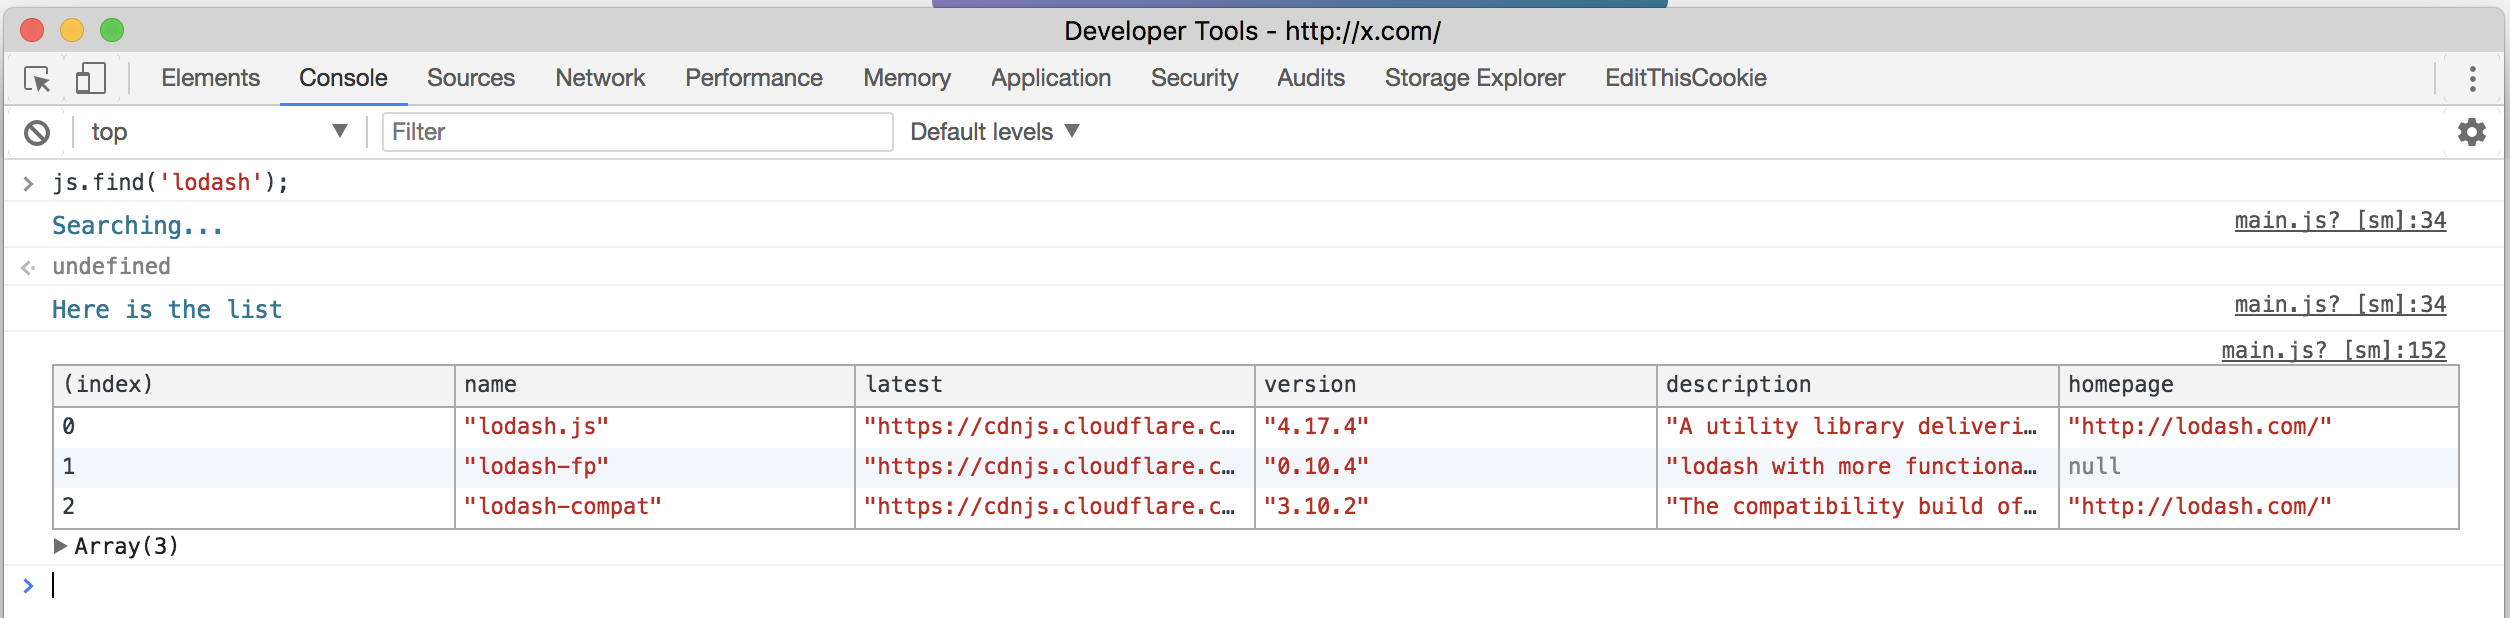 Developer Tools - http://x.com/
Elements Console Sources Network Performance Memory Application Security Audits Storage Explorer EditThisCookie
top Filter Default levels
js.find('lodash');
Searching... main.js? [sm]:34
undefined
Here is the list main.js? [sm]:34
main.js? [sm]:152
(index) name latest version description homepage
0 "lodash.js" "https://cdnjs.cloudflare.c… "4.17.4" "A utility library deliveri… "http://lodash.com/"
1 "lodash-fp" "https://cdnjs.cloudflare.c… "0.10.4" "lodash with more functiona… null
2 "lodash-compat" "https://cdnjs.cloudflare.c… "3.10.2" "The compatibility build of… "http://lodash.com/"
Array(3)